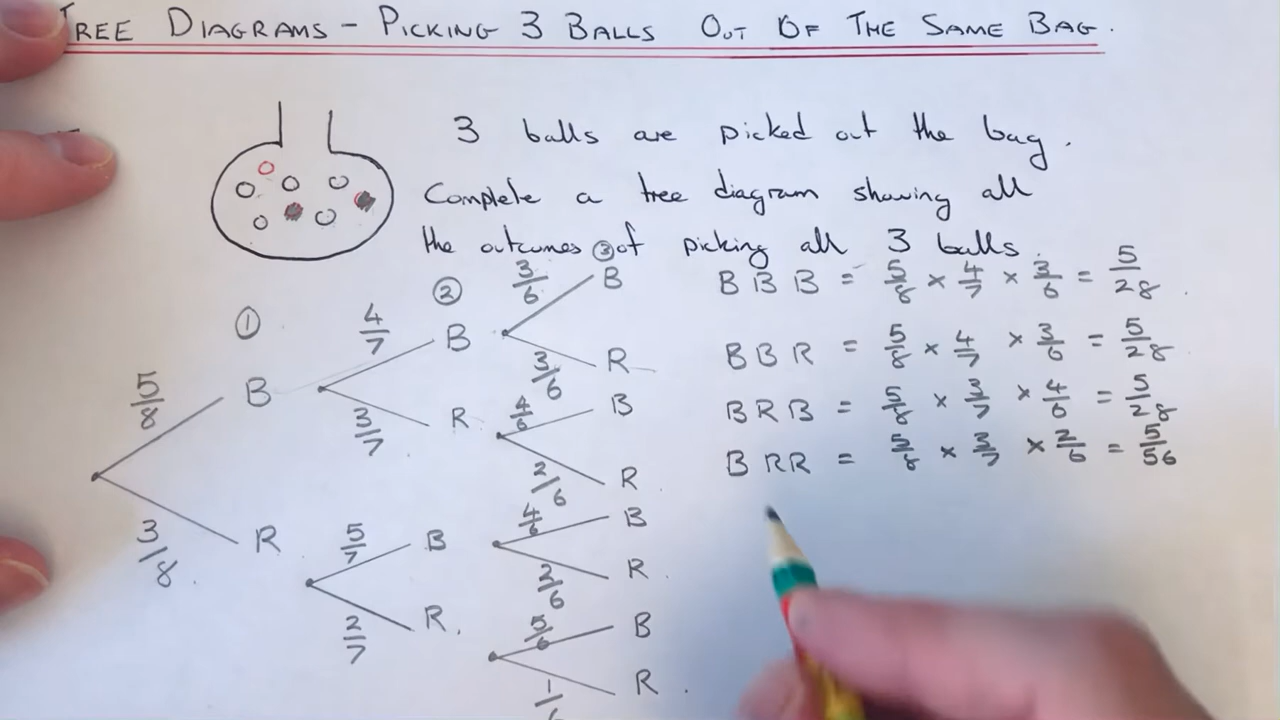 TREE DIAGRAMS - PICKING 3 BALLS OUT OF THE SAME BAG.
3 balls are picked out the bag.
Complete a tree diagram showing all
the outcomes of picking all 3 balls.
① ② ③
5/8 B 4/7 B 3/6 B
3/6 R
3/7 R 4/6 B
2/6 R
3/8 R 5/7 B 4/6 B
2/6 R
2/7 R 5/6 B
1/6 R
B B B = 5/8 × 4/7 × 3/6 = 5/28
B B R = 5/8 × 4/7 × 3/6 = 5/28
B R B = 5/8 × 3/7 × 4/6 = 5/28
B R R = 5/8 × 3/7 × 2/6 = 5/56